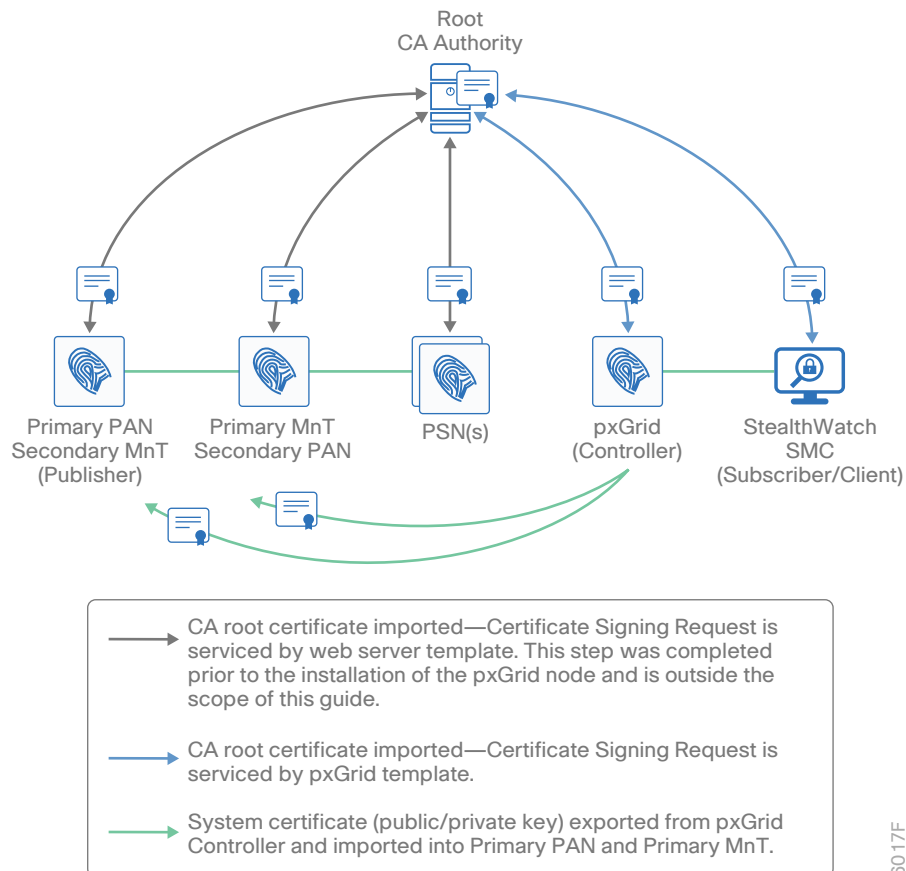 Root
CA Authority
Primary PAN
Secondary MnT
(Publisher)
Primary MnT
Secondary PAN
PSN(s)
pxGrid
(Controller)
StealthWatch
SMC
(Subscriber/Client)
CA root certificate imported—Certificate Signing Request is
serviced by web server template. This step was completed
prior to the installation of the pxGrid node and is outside the
scope of this guide.
CA root certificate imported—Certificate Signing Request is
serviced by pxGrid template.
System certificate (public/private key) exported from pxGrid
Controller and imported into Primary PAN and Primary MnT.